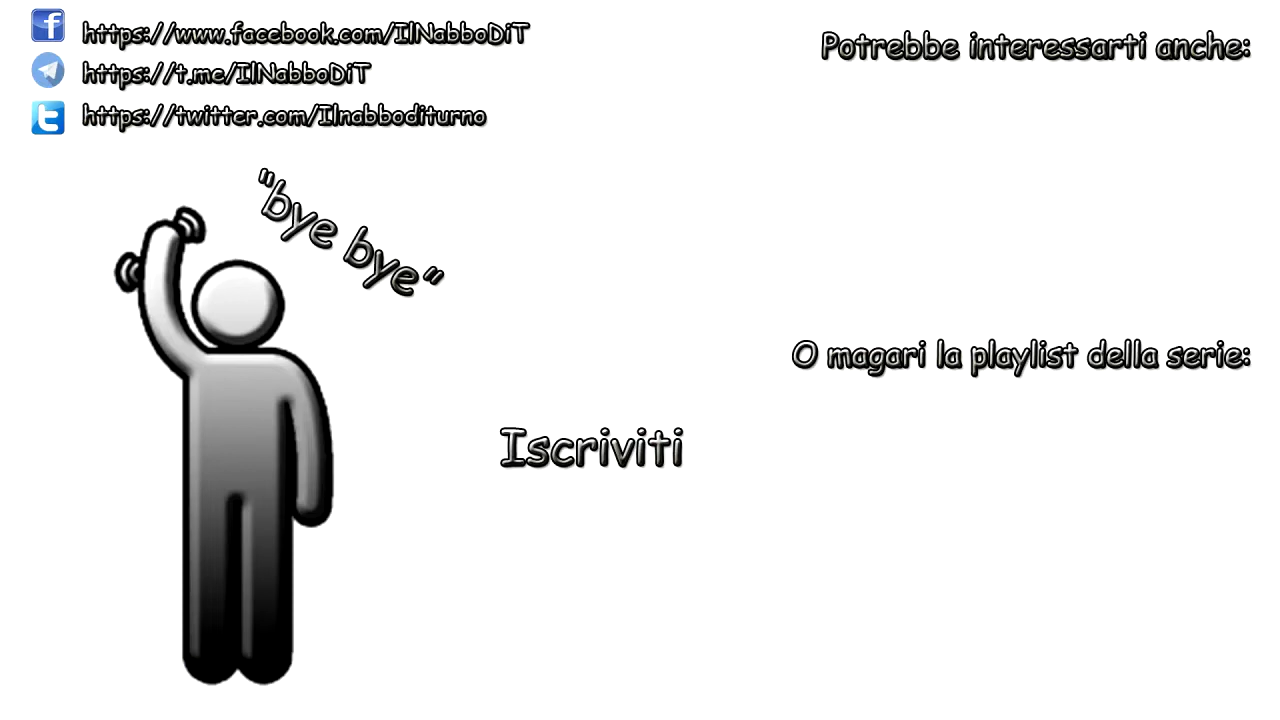 https://www.facebook.com/IlNabboDiT
https://t.me/IlNabboDiT
https://twitter.com/Ilnabboditurno
Potrebbe interessarti anche:
"bye bye"
O magari la playlist della serie:
Iscriviti